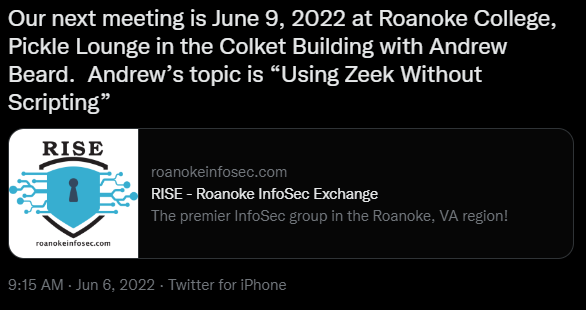 Our next meeting is June 9, 2022 at Roanoke College,
Pickle Lounge in the Colket Building with Andrew
Beard.  Andrew’s topic is “Using Zeek Without
Scripting”
RISE
roanokeinfosec.com
roanokeinfosec.com
RISE - Roanoke InfoSec Exchange
The premier InfoSec group in the Roanoke, VA region!
9:15 AM · Jun 6, 2022 · Twitter for iPhone